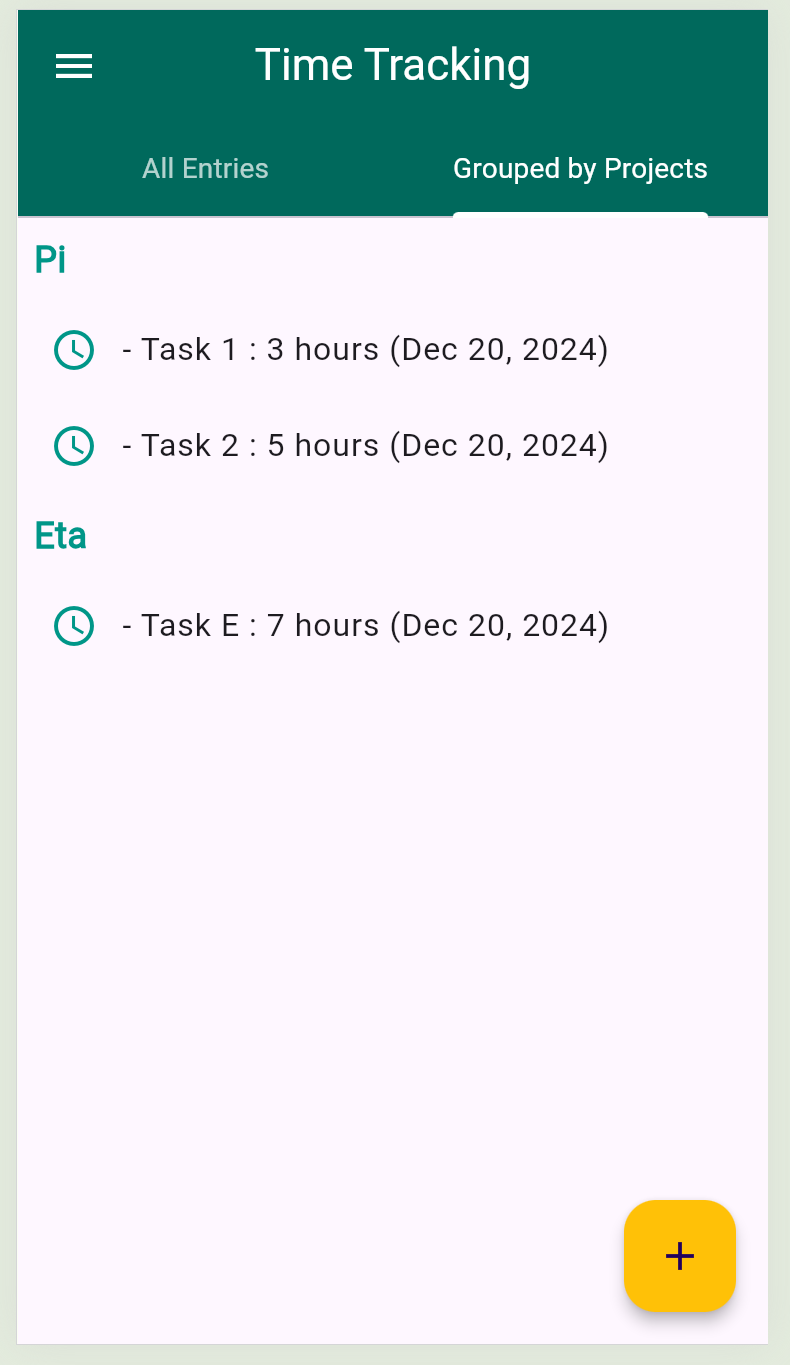 Time Tracking
All Entries
Grouped by Projects
Pi
- Task 1 : 3 hours (Dec 20, 2024)
- Task 2 : 5 hours (Dec 20, 2024)
Eta
- Task E : 7 hours (Dec 20, 2024)